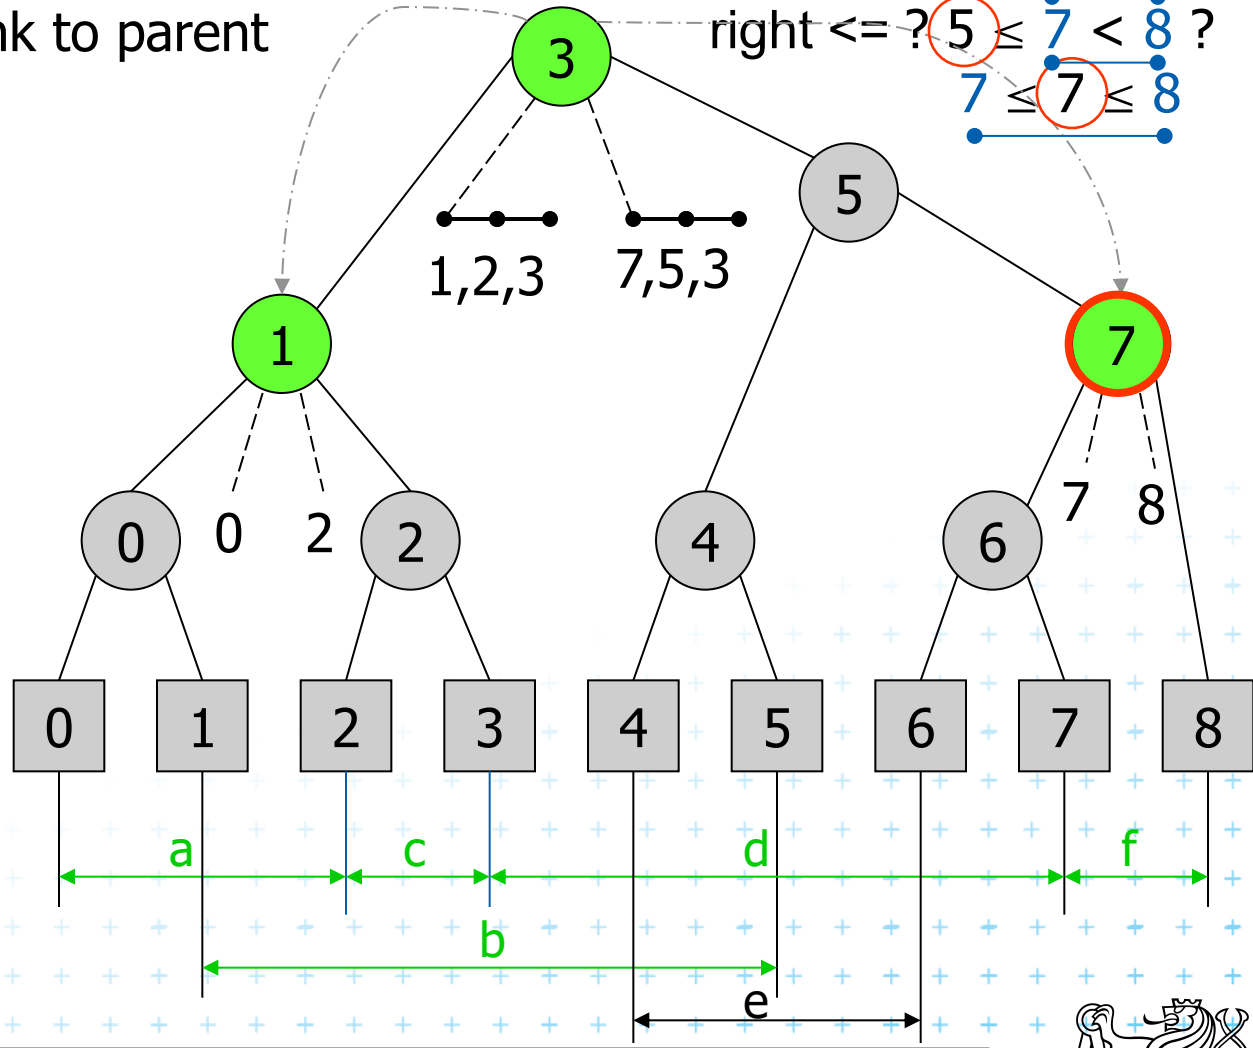 nk to parent
right <= ? 5 ≤ 7 < 8 ?
7 ≤ 7 ≤ 8
3
5
1,2,3 7,5,3
1 7
7 8
0 0 2 2 4 6
0 1 2 3 4 5 6 7 8
a c d f
b
e